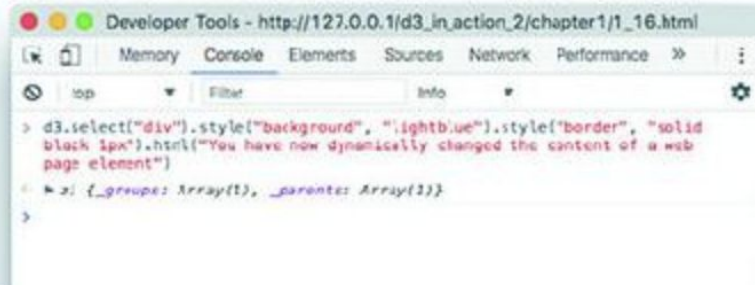 Developer Tools - http://127.0.0.1/d3_in_action_2/chapter1/1_16.html
Memory Console Elements Sources Network Performance »
top Filter Info
> d3.select("div").style("background", "lightblue").style("border", "solid
black 1px").html("You have now dynamically changed the content of a web
page element")
{_groups: Array(1), _parents: Array(1)}
>